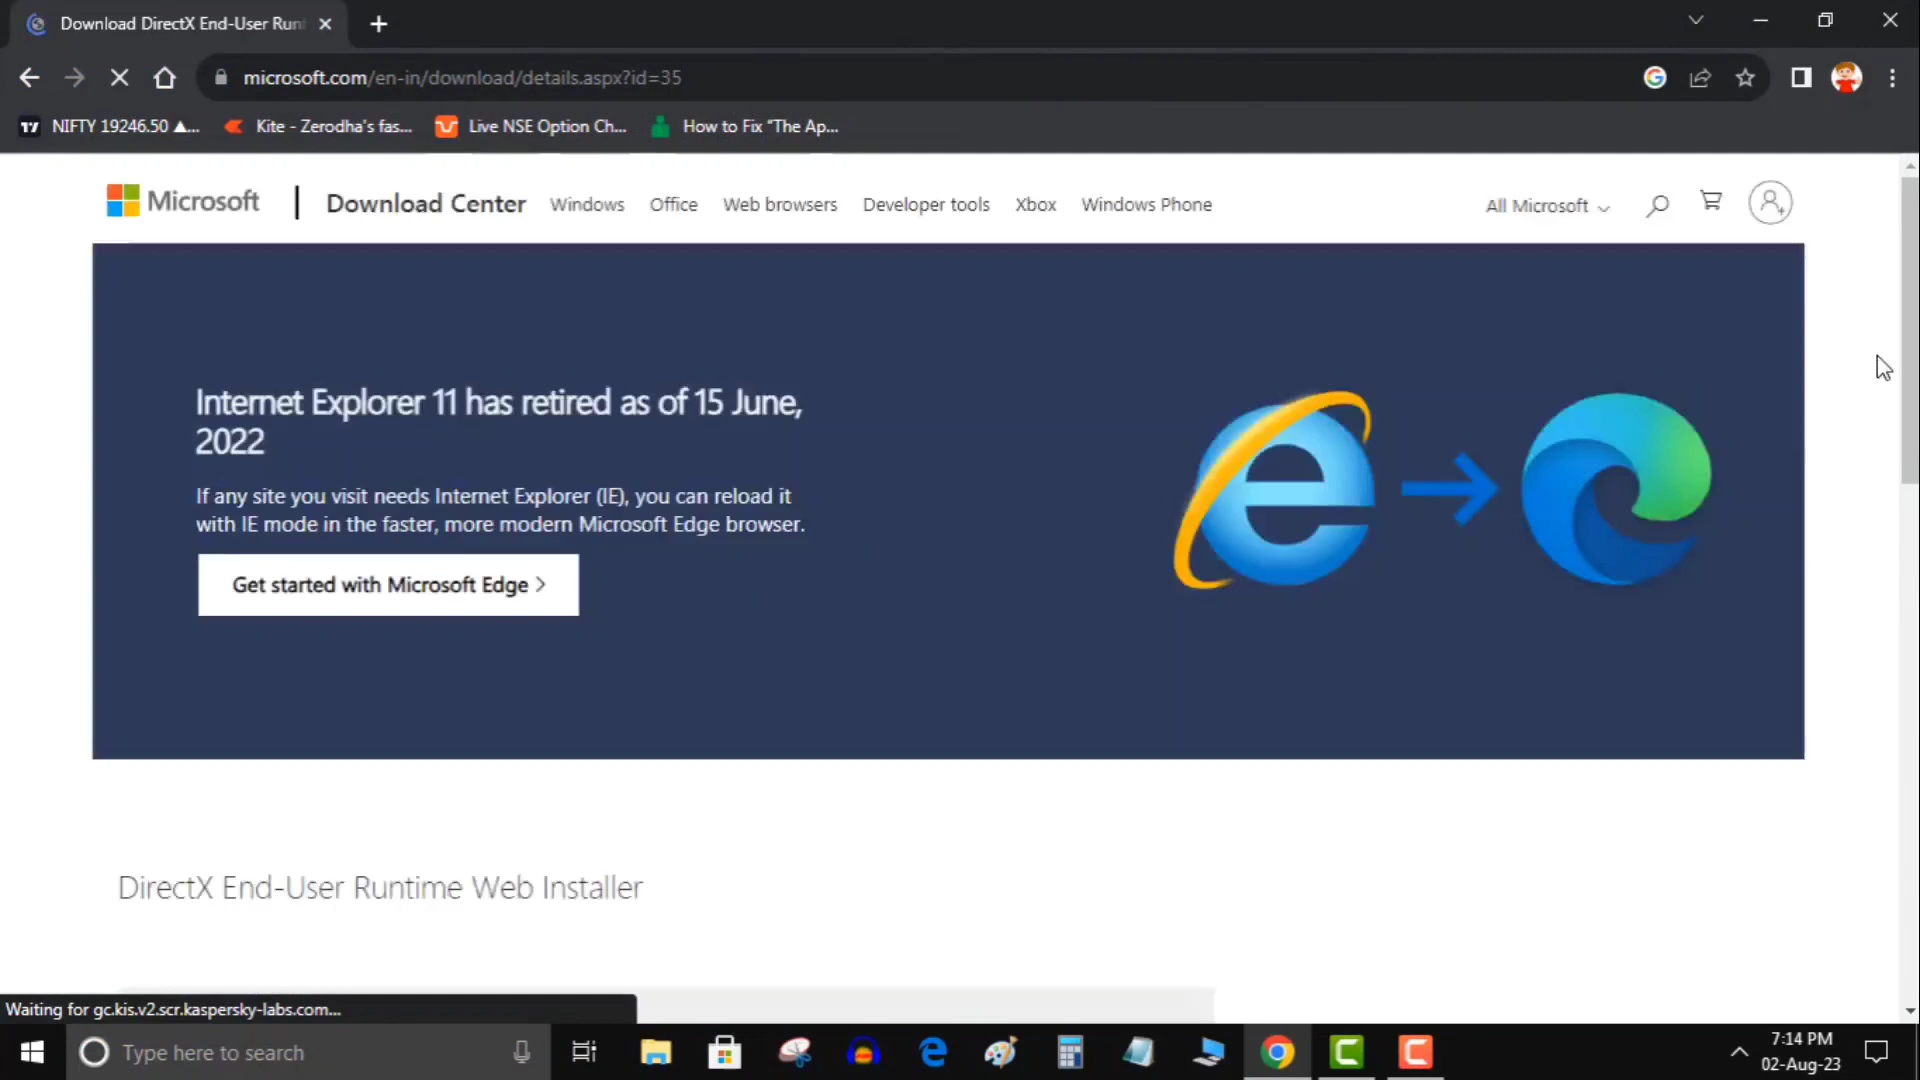 Download DirectX End-User Run
microsoft.com/en-in/download/details.aspx?id=35
NIFTY 19246.50 ▲...
Kite - Zerodha's fas...
Live NSE Option Ch...
How to Fix “The Ap...
Microsoft
Download Center
Windows
Office
Web browsers
Developer tools
Xbox
Windows Phone
All Microsoft
Internet Explorer 11 has retired as of 15 June,
2022
If any site you visit needs Internet Explorer (IE), you can reload it
with IE mode in the faster, more modern Microsoft Edge browser.
Get started with Microsoft Edge >
DirectX End-User Runtime Web Installer
Waiting for gc.kis.v2.scr.kaspersky-labs.com...
Type here to search
7:14 PM
02-Aug-23